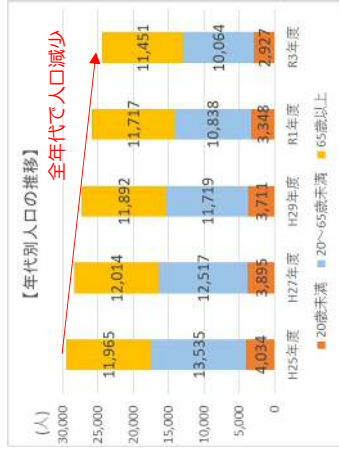 【年代別人口の推移】
(人)
全年代で人口減少
30,000
25,000
20,000
15,000
10,000
5,000
0
11,965
12,014
11,892
11,717
11,451
13,535
12,517
11,719
10,838
10,064
4,034
3,895
3,711
3,348
2,927
H25年度
H27年度
H29年度
R1年度
R3年度
20歳未満
20～65歳未満
65歳以上